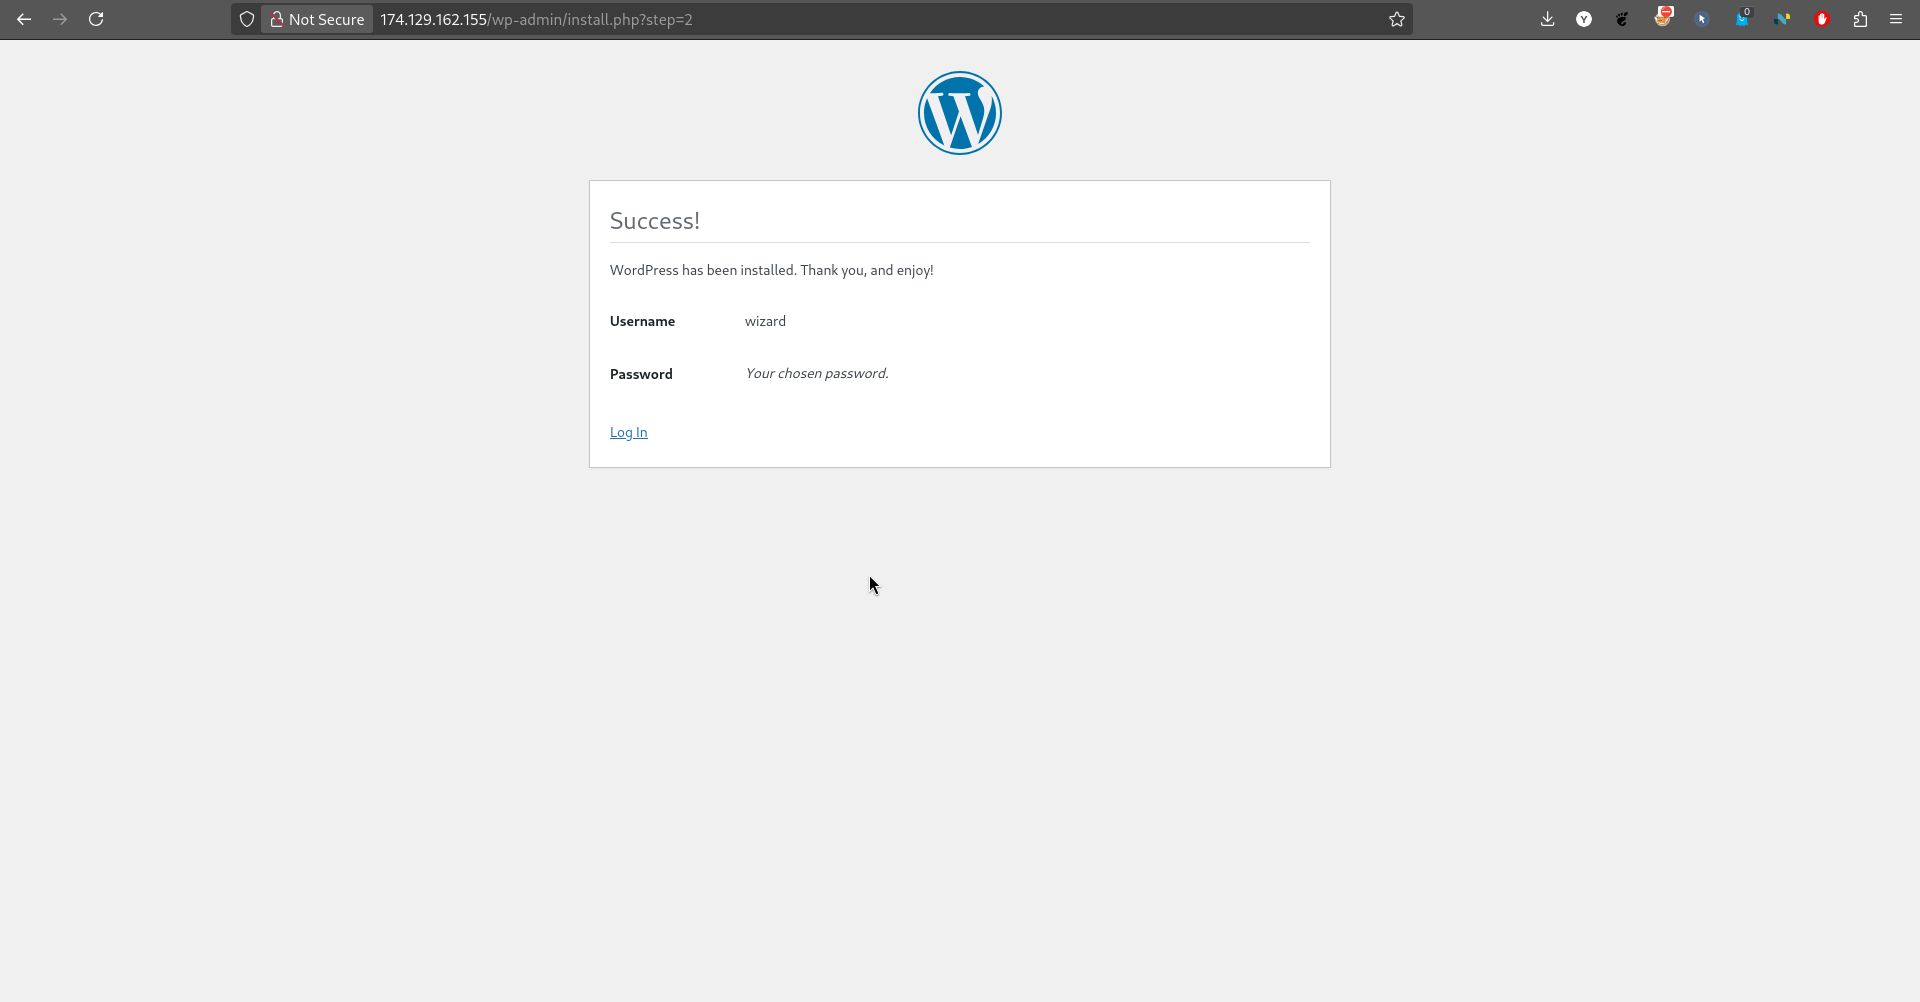 Not Secure 174.129.162.155/wp-admin/install.php?step=2
Y
0
W
Success!
WordPress has been installed. Thank you, and enjoy!
Username wizard
Password Your chosen password.
Log In